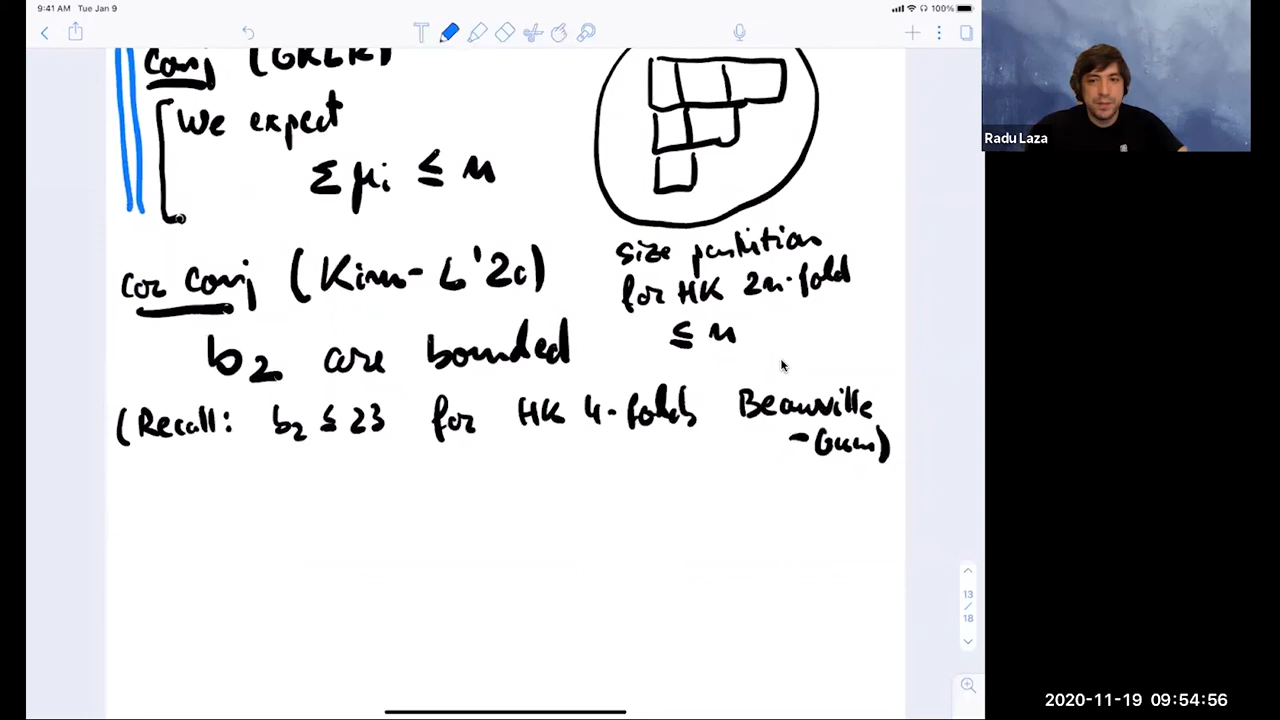 9:41 AM Tue Jan 9
100%
Conj (GKLR)
We expect
Σ μi ≤ n
size partition
for HK 2n-fold
≤ n
Cor Conj (Kim-L'20)
b2 are bounded
(Recall: b2 ≤ 23 for HK 4-folds Beauville
-Guan)
Radu Laza
13
/
18
2020-11-19 09:54:56